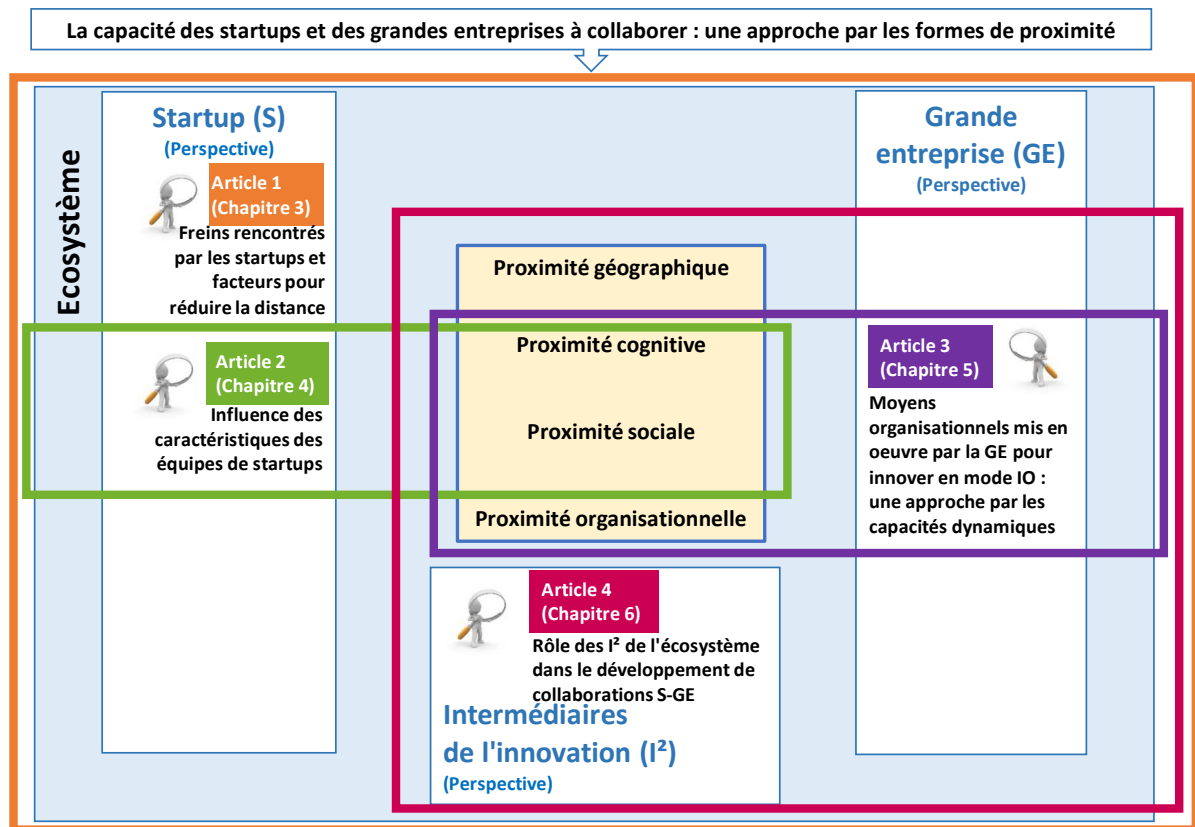 La capacité des startups et des grandes entreprises à collaborer : une approche par les formes de proximité
Ecosystème
Startup (S)
(Perspective)
Article 1
(Chapitre 3)
Freins rencontrés
par les startups et
facteurs pour
réduire la distance
Article 2
(Chapitre 4)
Influence des
caractéristiques des
équipes de startups
Proximité géographique
Proximité cognitive
Proximité sociale
Proximité organisationnelle
Grande
entreprise (GE)
(Perspective)
Article 3
(Chapitre 5)
Moyens
organisationnels mis en
oeuvre par la GE pour
innover en mode IO :
une approche par les
capacités dynamiques
Article 4
(Chapitre 6)
Rôle des I² de l'écosystème
dans le développement de
collaborations S-GE
Intermédiaires
de l'innovation (I²)
(Perspective)